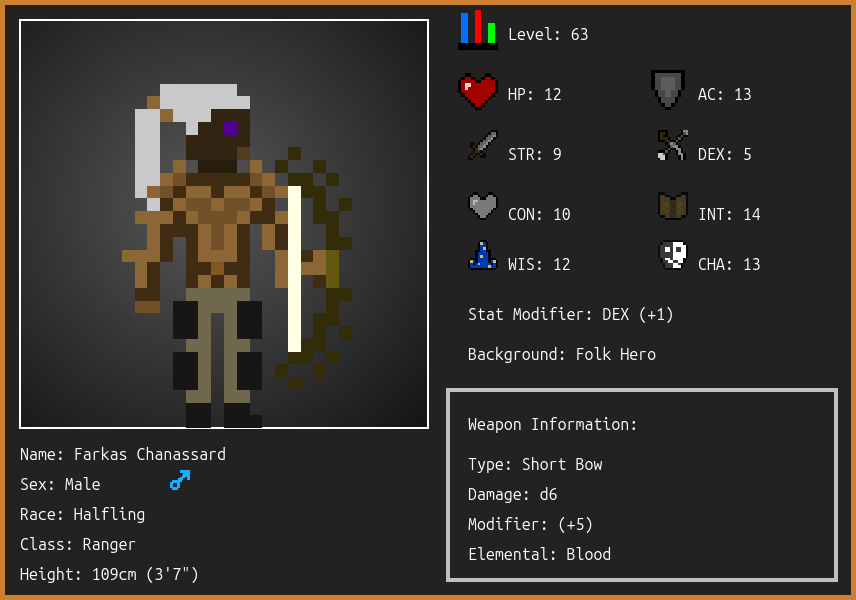 Level: 63
HP: 12
AC: 13
STR: 9
DEX: 5
CON: 10
INT: 14
WIS: 12
CHA: 13
Stat Modifier: DEX (+1)
Background: Folk Hero
Weapon Information:
Type: Short Bow
Damage: d6
Modifier: (+5)
Elemental: Blood
Name: Farkas Chanassard
Sex: Male
Race: Halfling
Class: Ranger
Height: 109cm (3'7")